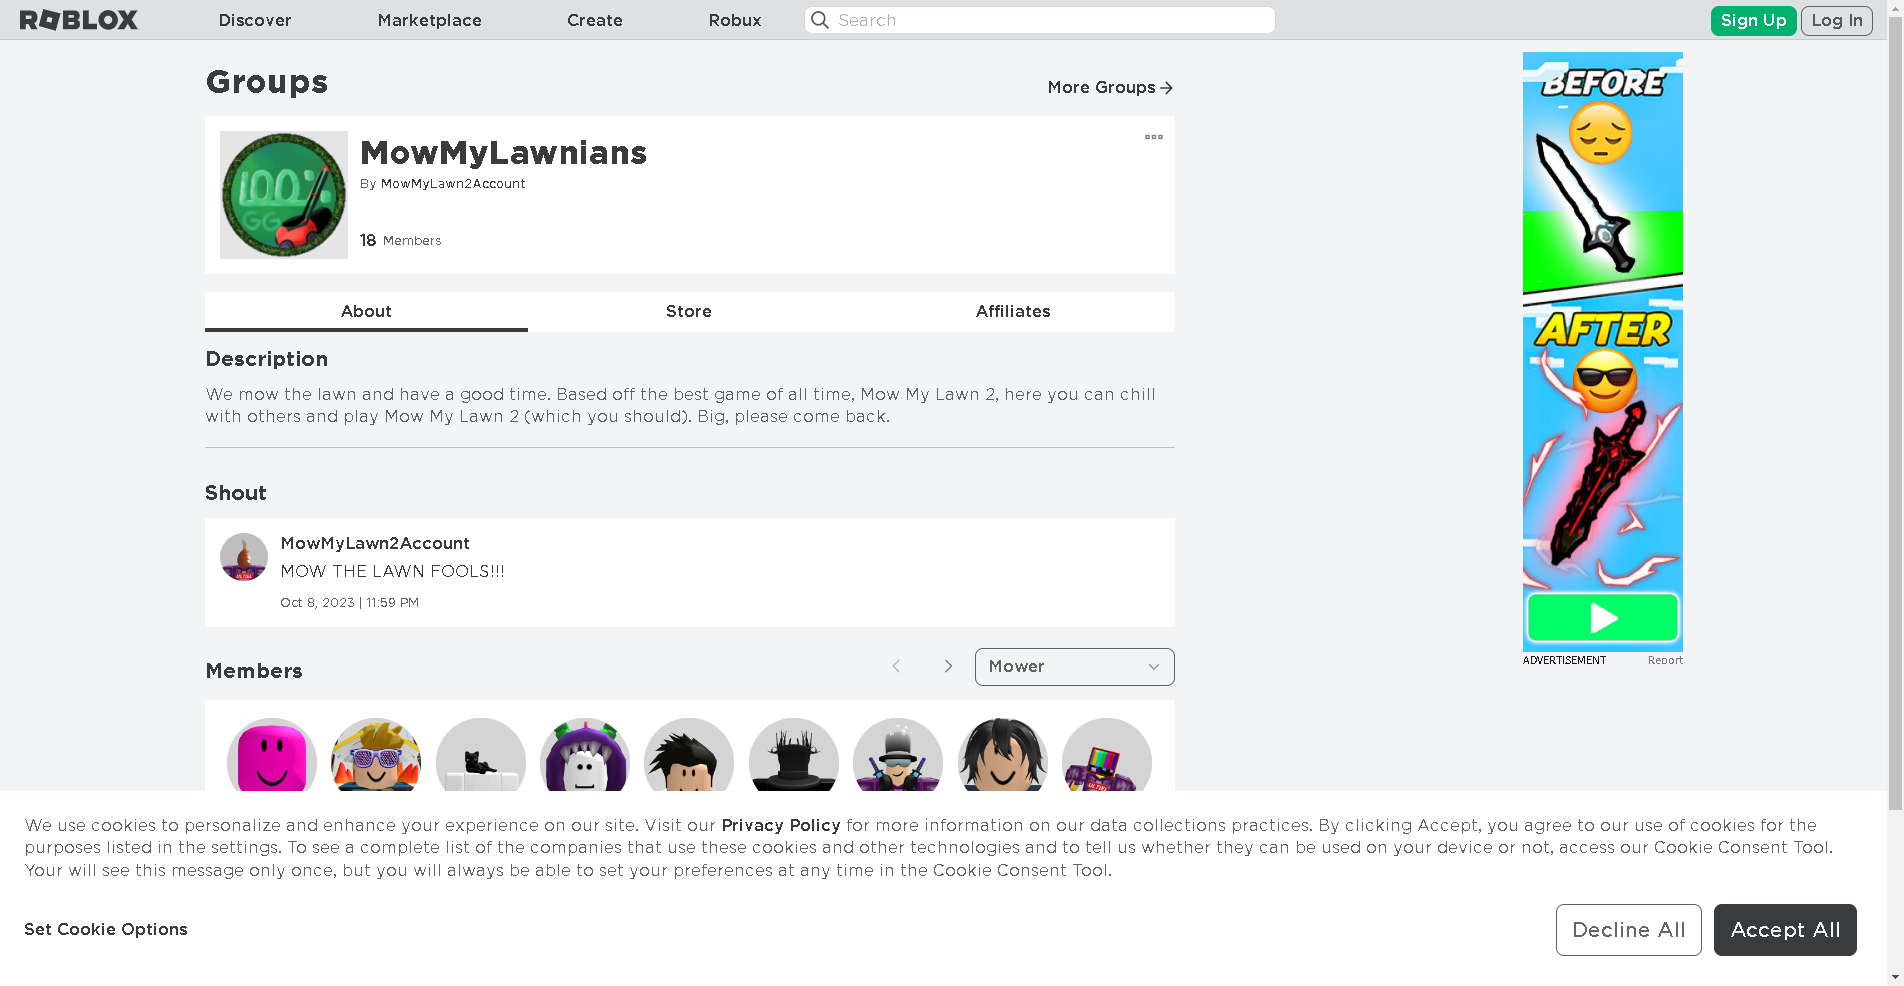 ROBLOX
Discover
Marketplace
Create
Robux
Search
Sign Up
Log In
Groups
More Groups
100%
GG
MowMyLawnians
By MowMyLawn2Account
18 Members
About
Store
Affiliates
Description
We mow the lawn and have a good time. Based off the best game of all time, Mow My Lawn 2, here you can chill
with others and play Mow My Lawn 2 (which you should). Big, please come back.
Shout
MowMyLawn2Account
MOW THE LAWN FOOLS!!!
Oct 8, 2023 | 11:59 PM
Members
Mower
BEFORE
AFTER
ADVERTISEMENT
Report
We use cookies to personalize and enhance your experience on our site. Visit our Privacy Policy for more information on our data collections practices. By clicking Accept, you agree to our use of cookies for the
purposes listed in the settings. To see a complete list of the companies that use these cookies and other technologies and to tell us whether they can be used on your device or not, access our Cookie Consent Tool.
Your will see this message only once, but you will always be able to set your preferences at any time in the Cookie Consent Tool.
Set Cookie Options
Decline All
Accept All